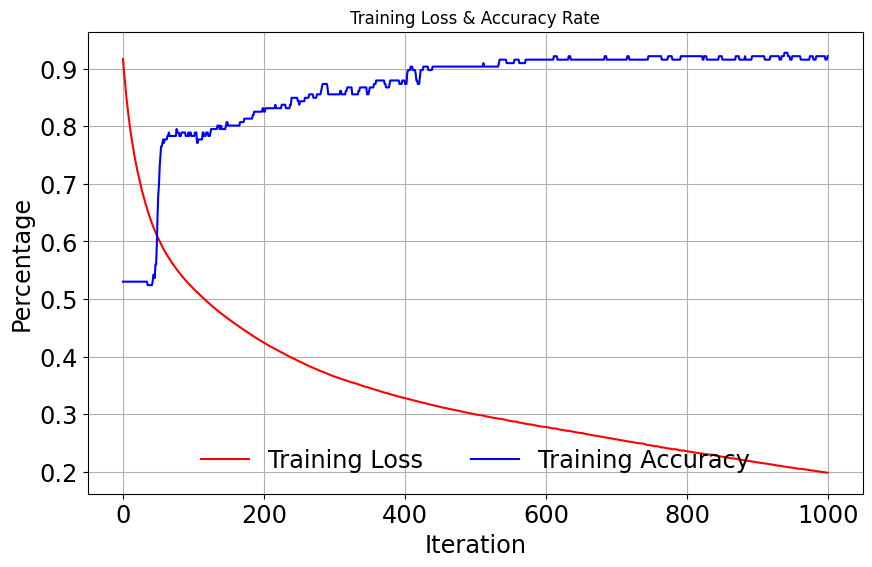 Training Loss & Accuracy Rate
Percentage
0.9
0.8
0.7
0.6
0.5
0.4
0.3
0.2
Training Loss Training Accuracy
0 200 400 600 800 1000
Iteration